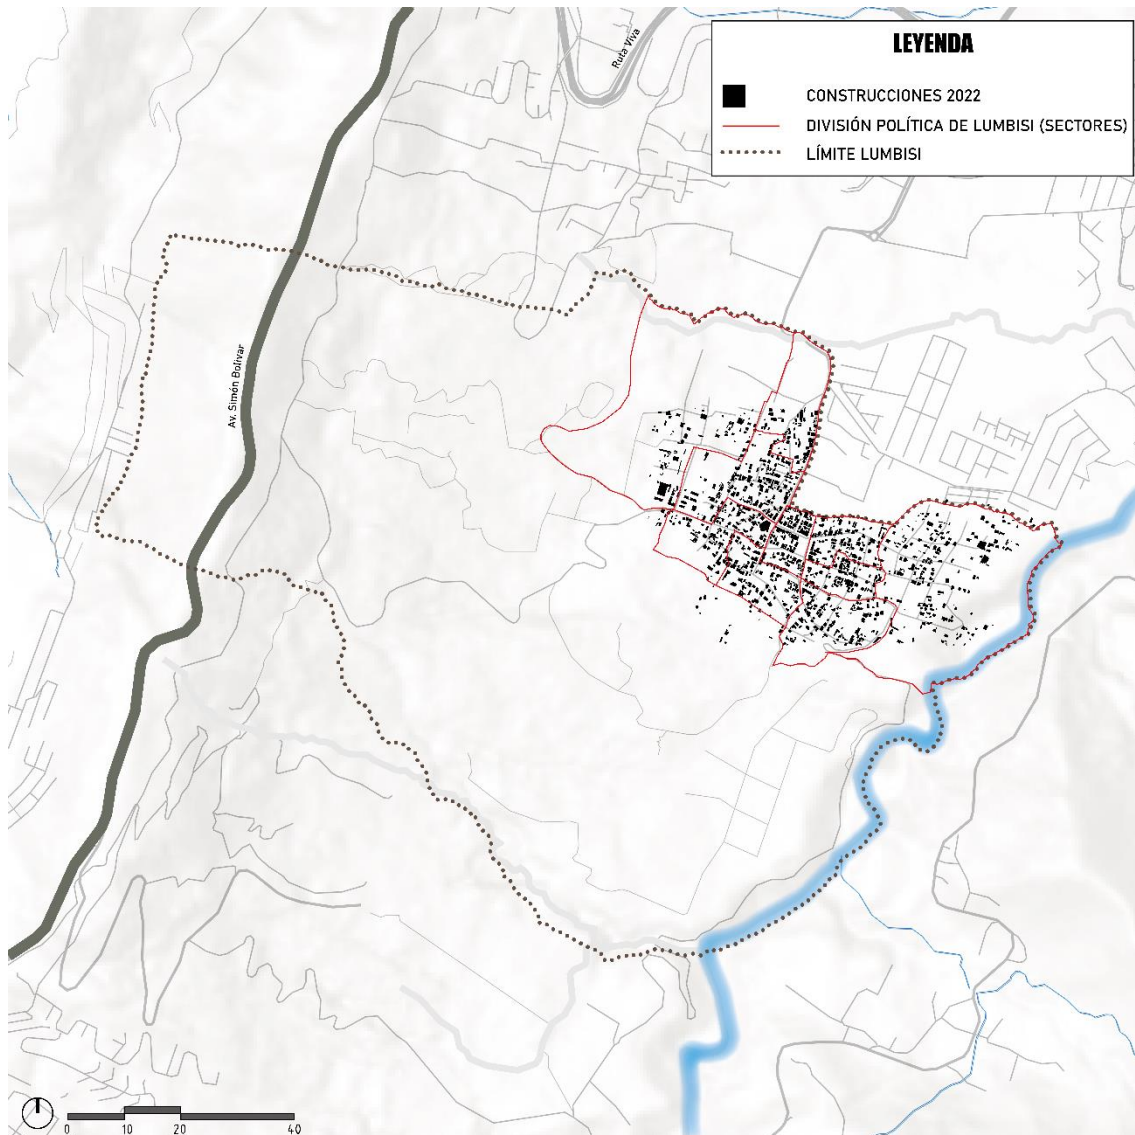 Ruta Viva
LEYENDA
CONSTRUCCIONES 2022
DIVISIÓN POLÍTICA DE LUMBISI (SECTORES)
LÍMITE LUMBISI
Av. Simón Bolívar
0 10 20 40